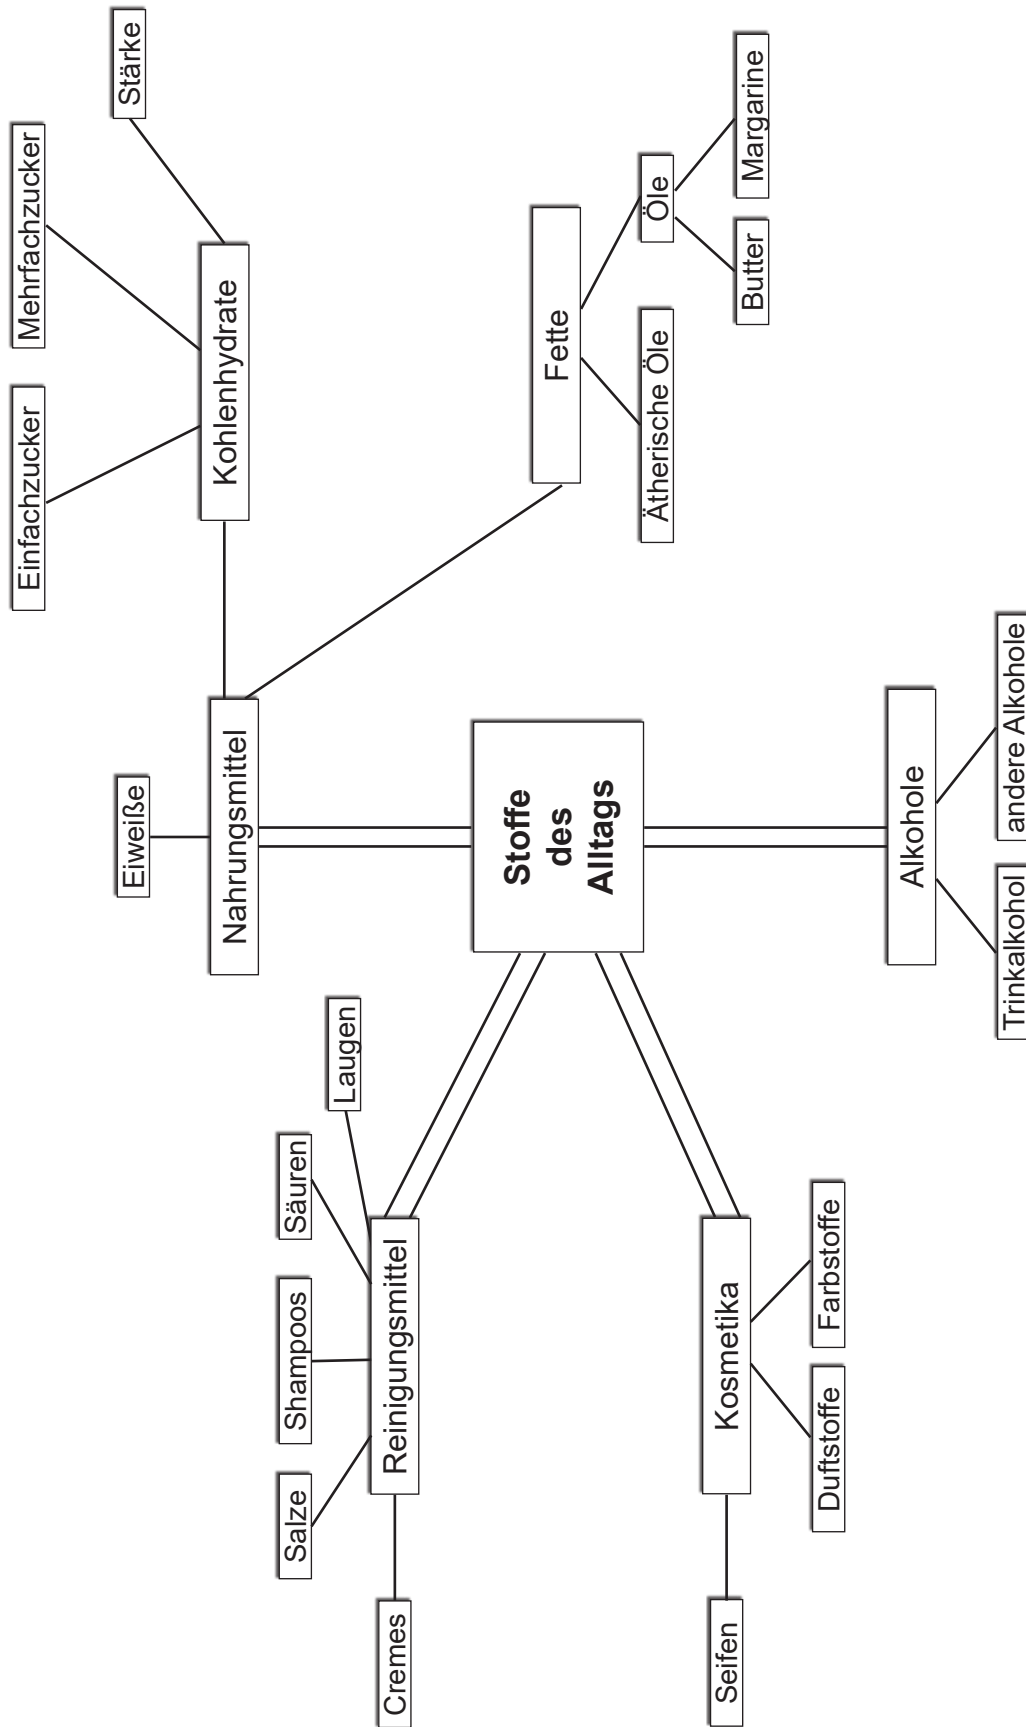 Einfachzucker
Mehrfachzucker
Stärke
Eiweiße
Kohlenhydrate
Nahrungsmittel
Salze
Shampoos
Säuren
Laugen
Cremes
Reinigungsmittel
Stoffe
des
Alltags
Fette
Ätherische Öle
Öle
Butter
Margarine
Seifen
Kosmetika
Duftstoffe
Farbstoffe
Alkohole
Trinkalkohol
andere Alkohole